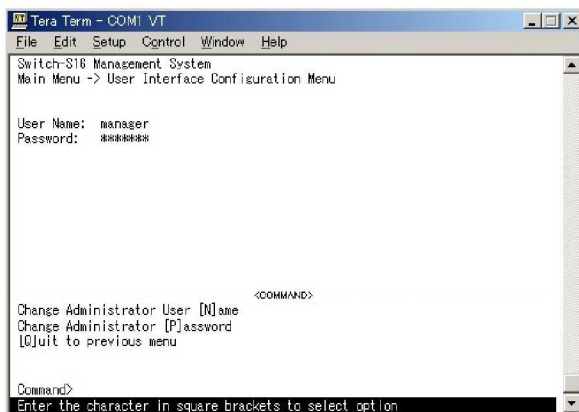 Tera Term - COM1 VT
File Edit Setup Control Window Help
Switch-S16 Management System
Main Menu -> User Interface Configuration Menu
User Name: manager
Password: *******
<COMMAND>
Change Administrator User [N]ame
Change Administrator [P]assword
[Q]uit to previous menu
Command>
Enter the character in square brackets to select option